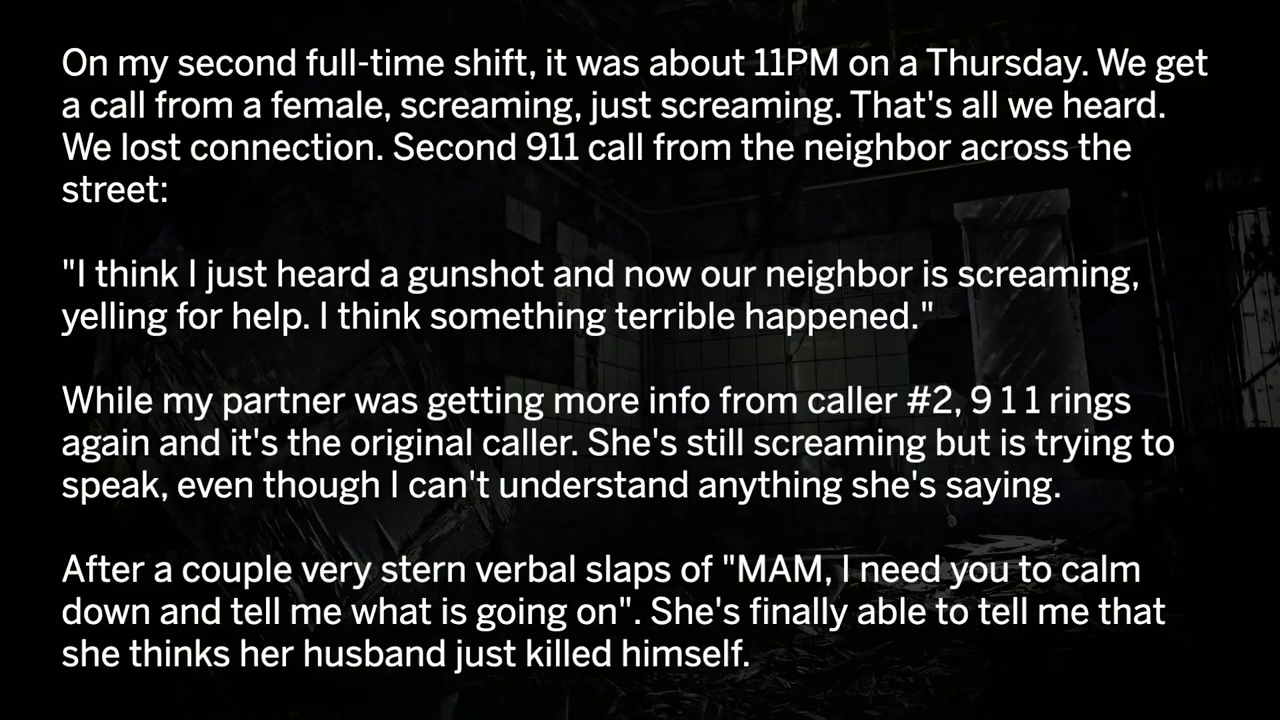 On my second full-time shift, it was about 11PM on a Thursday. We get
a call from a female, screaming, just screaming. That's all we heard.
We lost connection. Second 911 call from the neighbor across the
street:
"I think I just heard a gunshot and now our neighbor is screaming,
yelling for help. I think something terrible happened."
While my partner was getting more info from caller #2, 9 1 1 rings
again and it's the original caller. She's still screaming but is trying to
speak, even though I can't understand anything she's saying.
After a couple very stern verbal slaps of "MAM, I need you to calm
down and tell me what is going on". She's finally able to tell me that
she thinks her husband just killed himself.